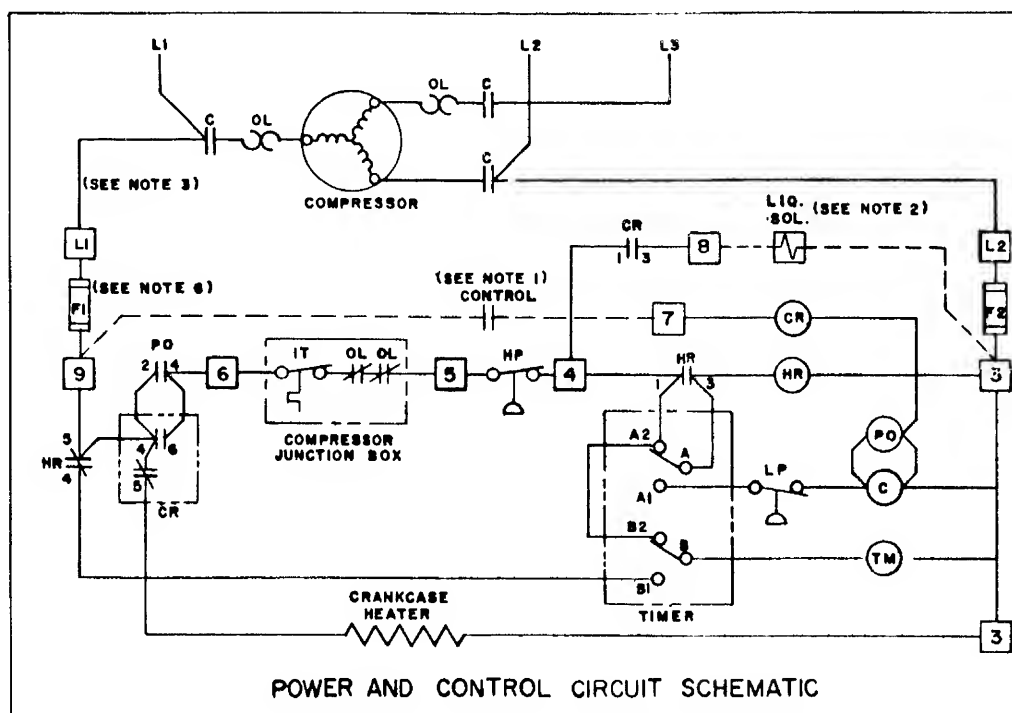 L1
L2
L3
OL
C
C
OL
C
(SEE NOTE 3)
COMPRESSOR
LIQ.
SOL.
(SEE NOTE 2)
CR
1 3
8
L1
L2
(SEE NOTE 6)
F1
(SEE NOTE 1)
CONTROL
7
CR
F2
PO
2 4
9
6
IT
OL OL
5
HP
4
HR
3
HR
3
COMPRESSOR
JUNCTION BOX
A2
A
PO
5
HR
4
4
6
5
CR
A1
LP
C
B2
B
TM
B1
TIMER
CRANKCASE
HEATER
3
POWER AND CONTROL CIRCUIT SCHEMATIC